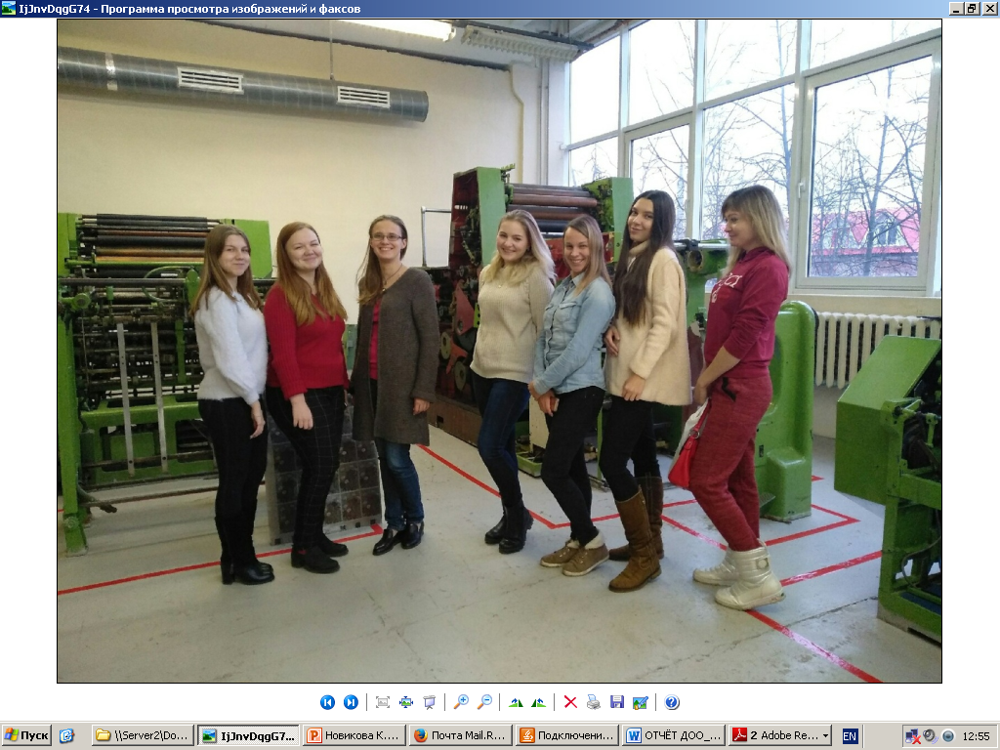 IjJnvDqgG74 - Программа просмотра изображений и факсов
Пуск
\\Server2\Do...
IjJnvDqgG7...
Новикова К....
Почта Mail.R...
Подключени...
ОТЧЁТ ДОО_...
2 Adobe Re...
EN
12:55